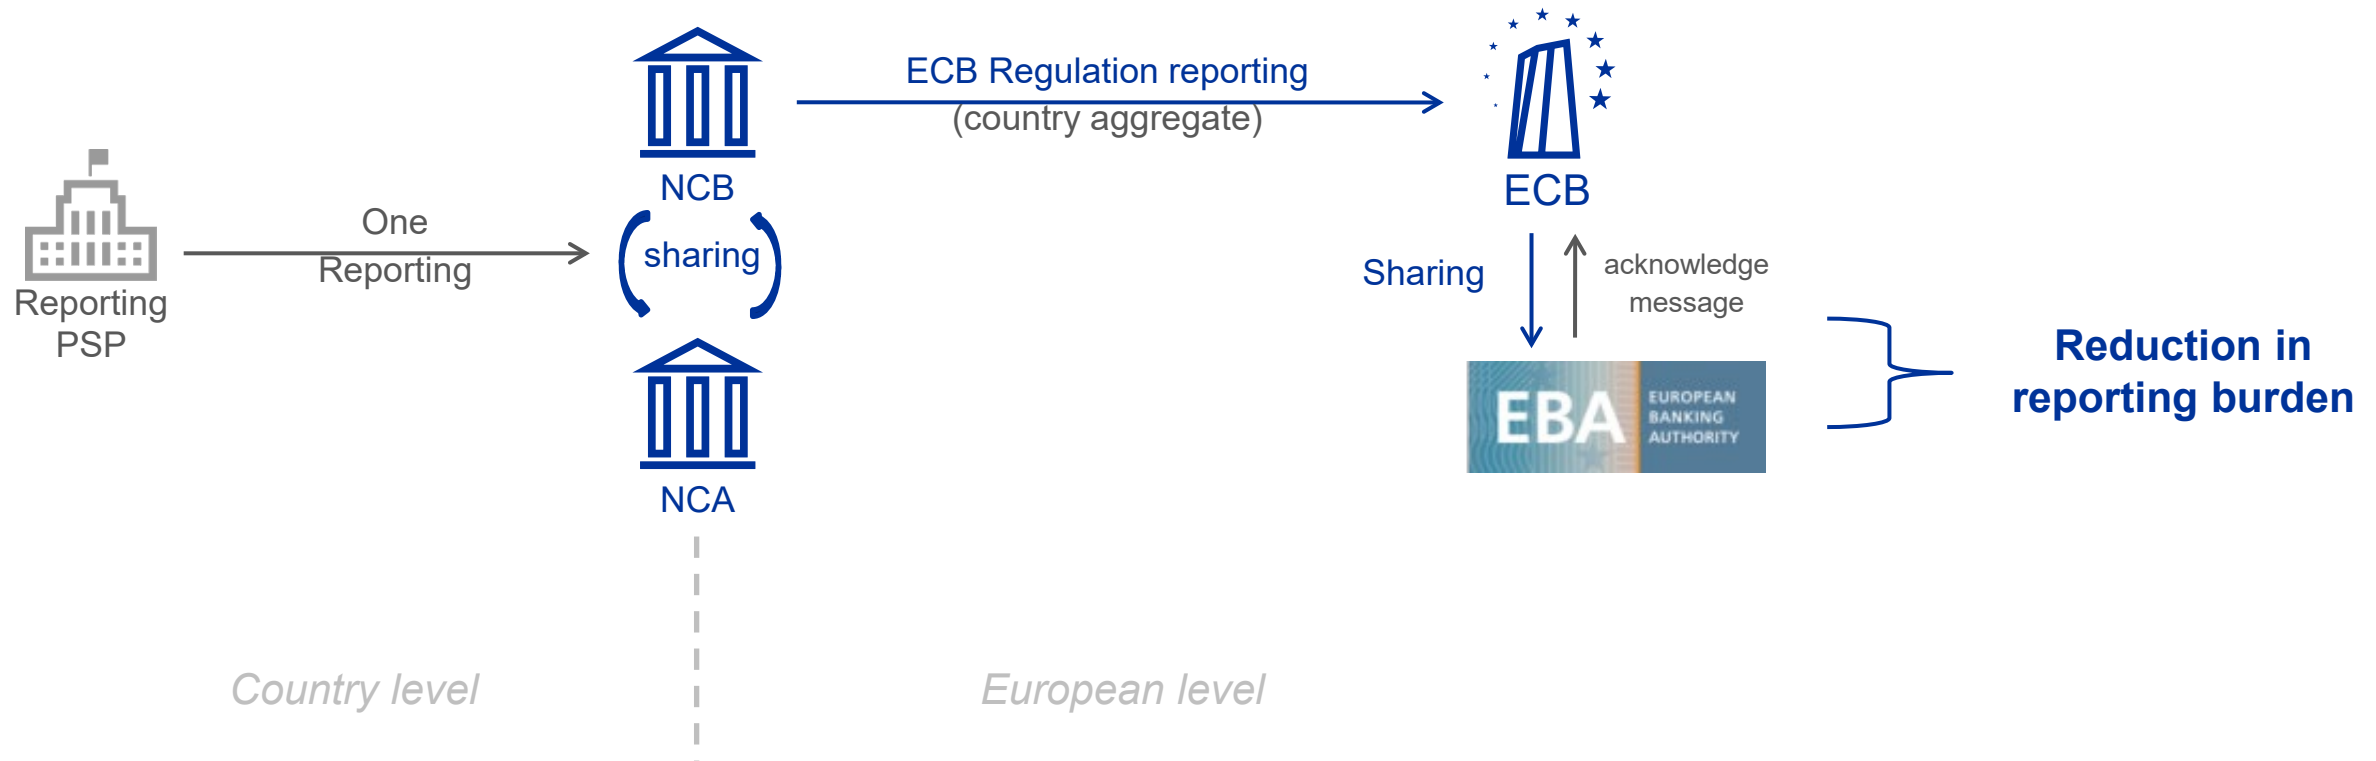 ECB Regulation reporting
(country aggregate)
NCB
ECB
One
Reporting
sharing
Sharing
acknowledge
message
Reporting
PSP
Reduction in
reporting burden
EBA
EUROPEAN
BANKING
AUTHORITY
NCA
Country level
European level